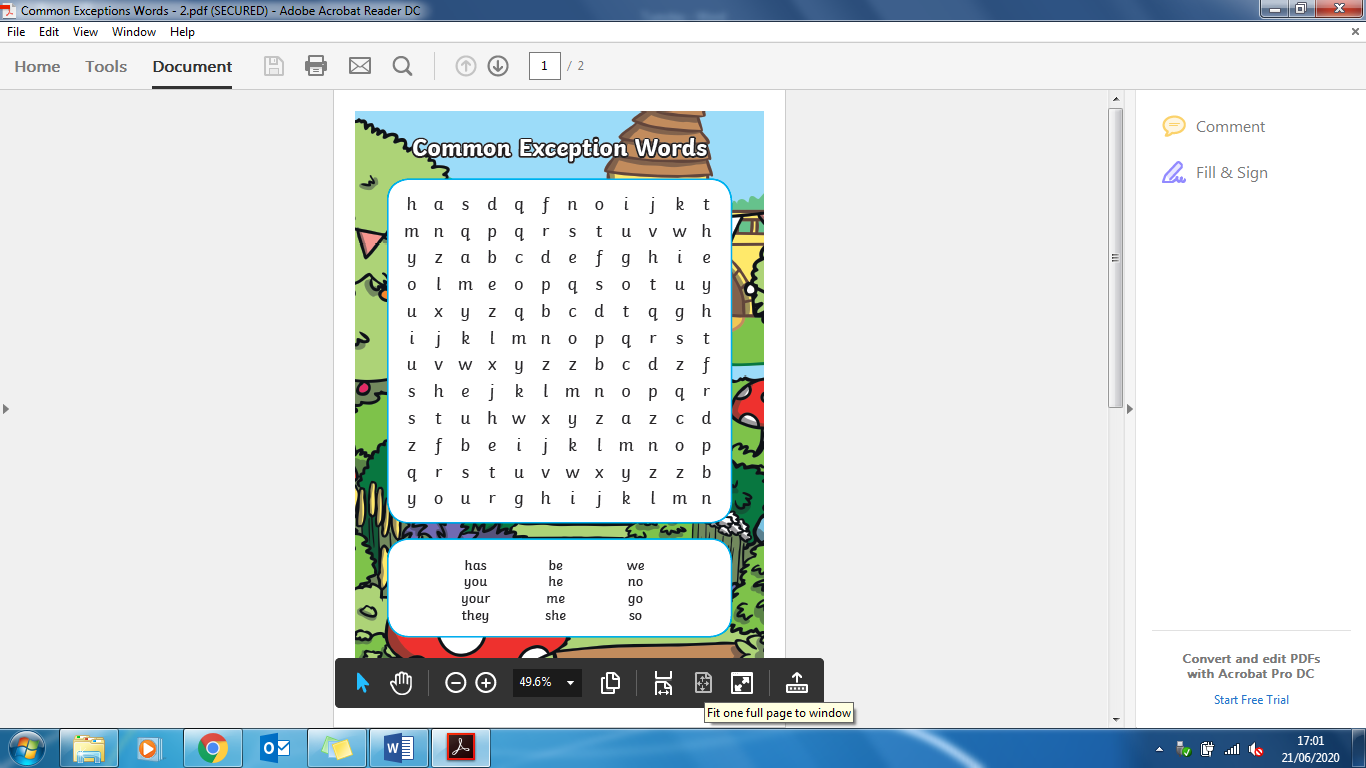 Common Exceptions Words - 2.pdf (SECURED) - Adobe Acrobat Reader DC
File Edit View Window Help
Home Tools Document 1 / 2
Comment
Fill & Sign
Common Exception Words
h a s d q f n o i j k t
m n q p q r s t u v w h
y z a b c d e f g h i e
o l m e o p q s o t u y
u x y z q b c d t q g h
i j k l m n o p q r s t
u v w x y z z b c d z f
s h e j k l m n o p q r
s t u h w x y z a z c d
z f b e i j k l m n o p
q r s t u v w x y z z b
y o u r g h i j k l m n
has be we
you he no
your me go
they she so
49.6%
Fit one full page to window
Convert and edit PDFs
with Acrobat Pro DC
Start Free Trial
17:01
21/06/2020